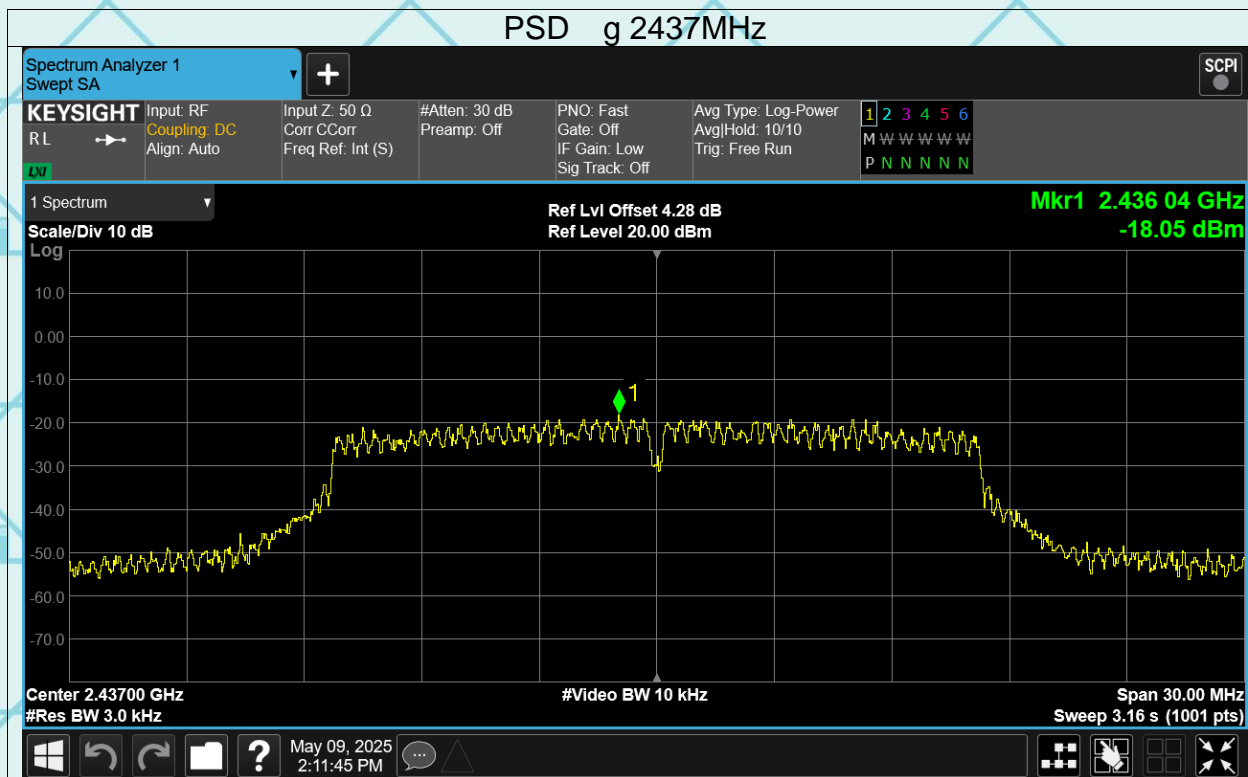 PSD g 2437MHz
Spectrum Analyzer 1
Swept SA
SCPI
KEYSIGHT
R L
LXI
Input: RF
Coupling: DC
Align: Auto
Input Z: 50 Ω
Corr CCorr
Freq Ref: Int (S)
#Atten: 30 dB
Preamp: Off
PNO: Fast
Gate: Off
IF Gain: Low
Sig Track: Off
Avg Type: Log-Power
Avg|Hold: 10/10
Trig: Free Run
1 2 3 4 5 6
M W W W W W
P N N N N N
1 Spectrum
Scale/Div 10 dB
Ref Lvl Offset 4.28 dB
Ref Level 20.00 dBm
Mkr1 2.436 04 GHz
-18.05 dBm
Log
10.0
0.00
-10.0
-20.0
-30.0
-40.0
-50.0
-60.0
-70.0
1
Center 2.43700 GHz
#Res BW 3.0 kHz
#Video BW 10 kHz
Span 30.00 MHz
Sweep 3.16 s (1001 pts)
?
May 09, 2025
2:11:45 PM